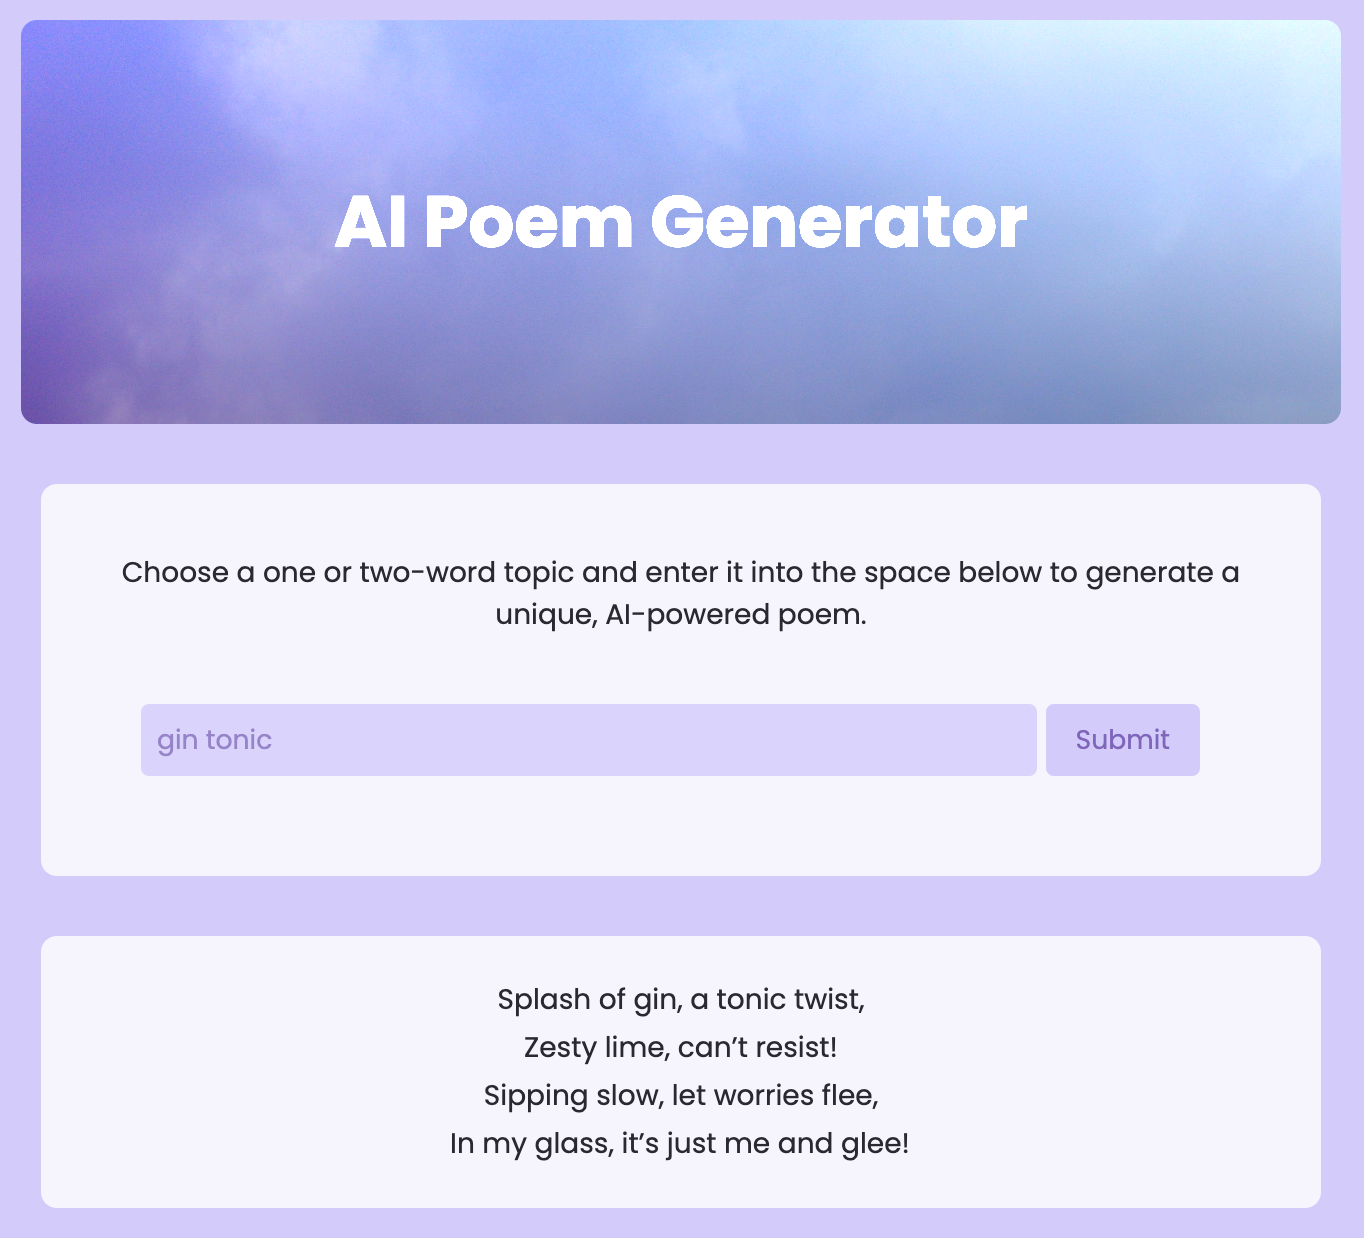 AI Poem Generator
Choose a one or two-word topic and enter it into the space below to generate a
unique, AI-powered poem.
gin tonic
Submit
Splash of gin, a tonic twist,
Zesty lime, can’t resist!
Sipping slow, let worries flee,
In my glass, it’s just me and glee!